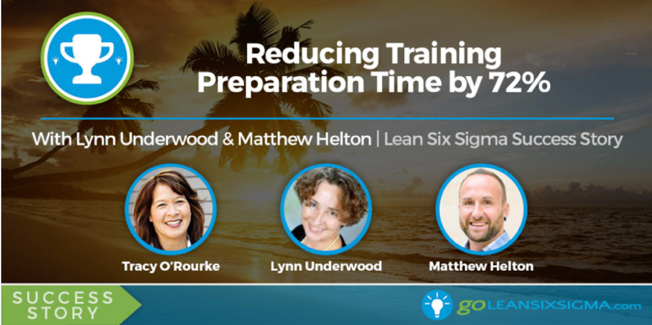 Reducing Training
Preparation Time by 72%
With Lynn Underwood & Matthew Helton | Lean Six Sigma Success Story
Tracy O'Rourke
Lynn Underwood
Matthew Helton
SUCCESS
STORY
goLEANSIXSIGMA.com